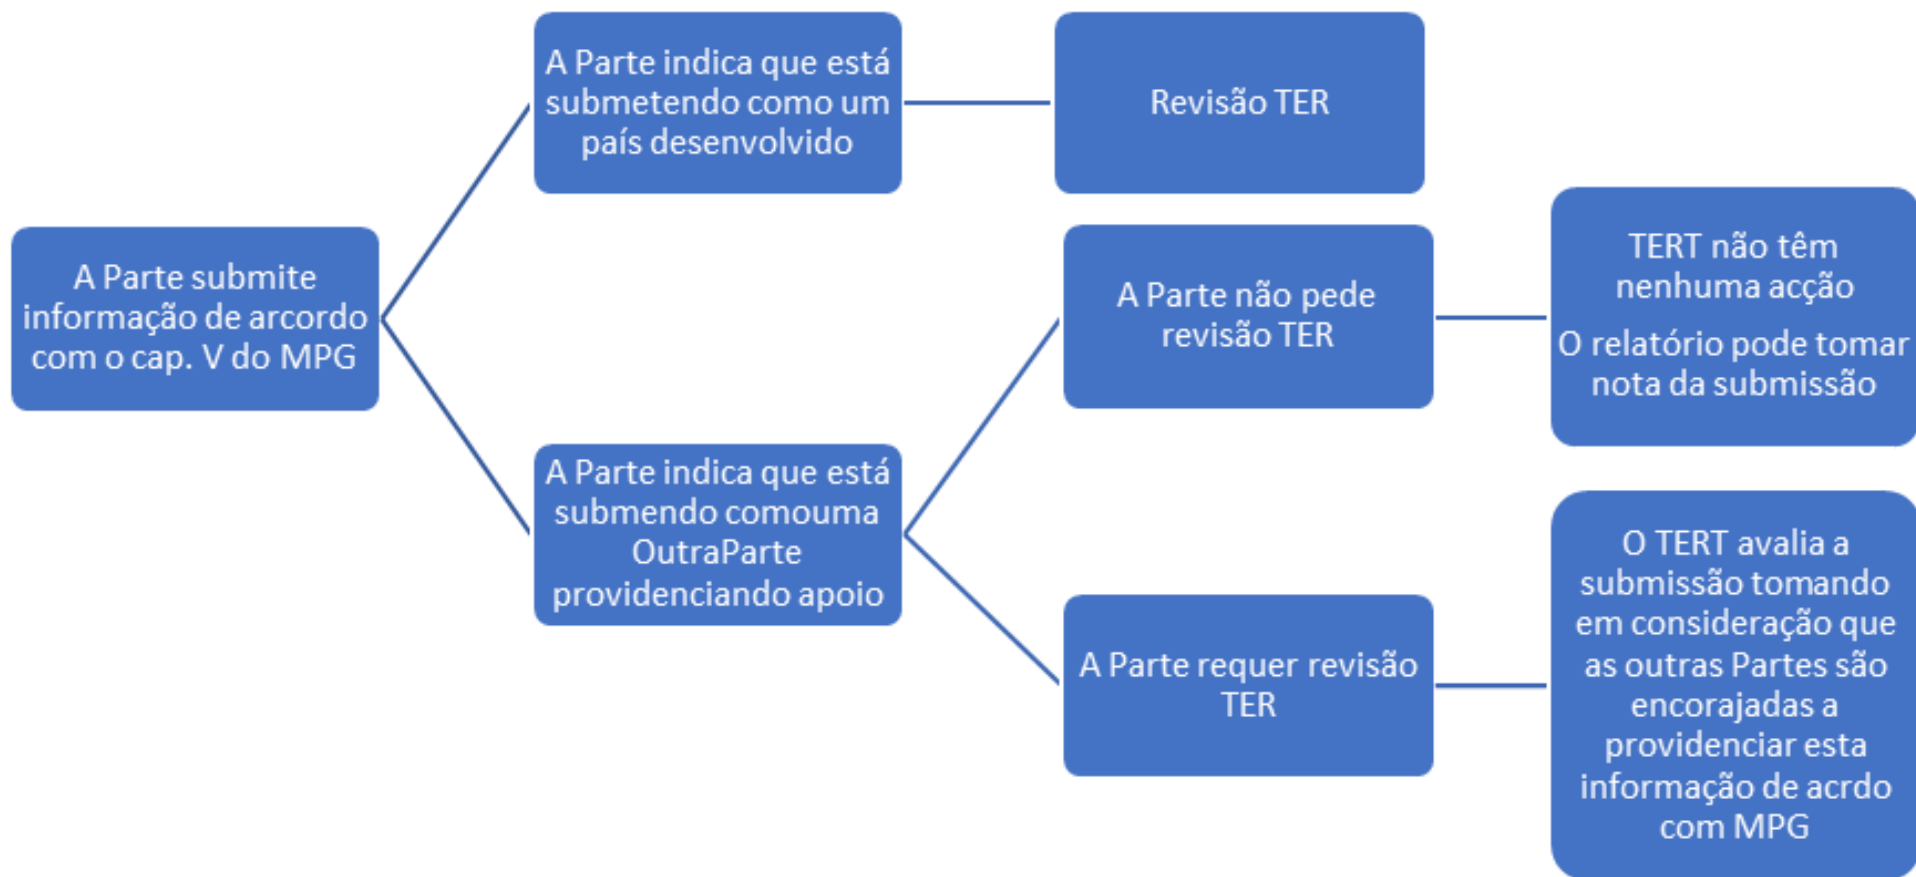 A Parte submite
informação de arcordo
com o cap. V do MPG
A Parte indica que está
submetendo como um
país desenvolvido
Revisão TER
A Parte indica que está
submendo comouma
OutraParte
providenciando apoio
A Parte não pede
revisão TER
TERT não têm
nenhuma acção
O relatório pode tomar
nota da submissão
A Parte requer revisão
TER
O TERT avalia a
submissão tomando
em consideração que
as outras Partes são
encorajadas a
providenciar esta
informação de acrdo
com MPG